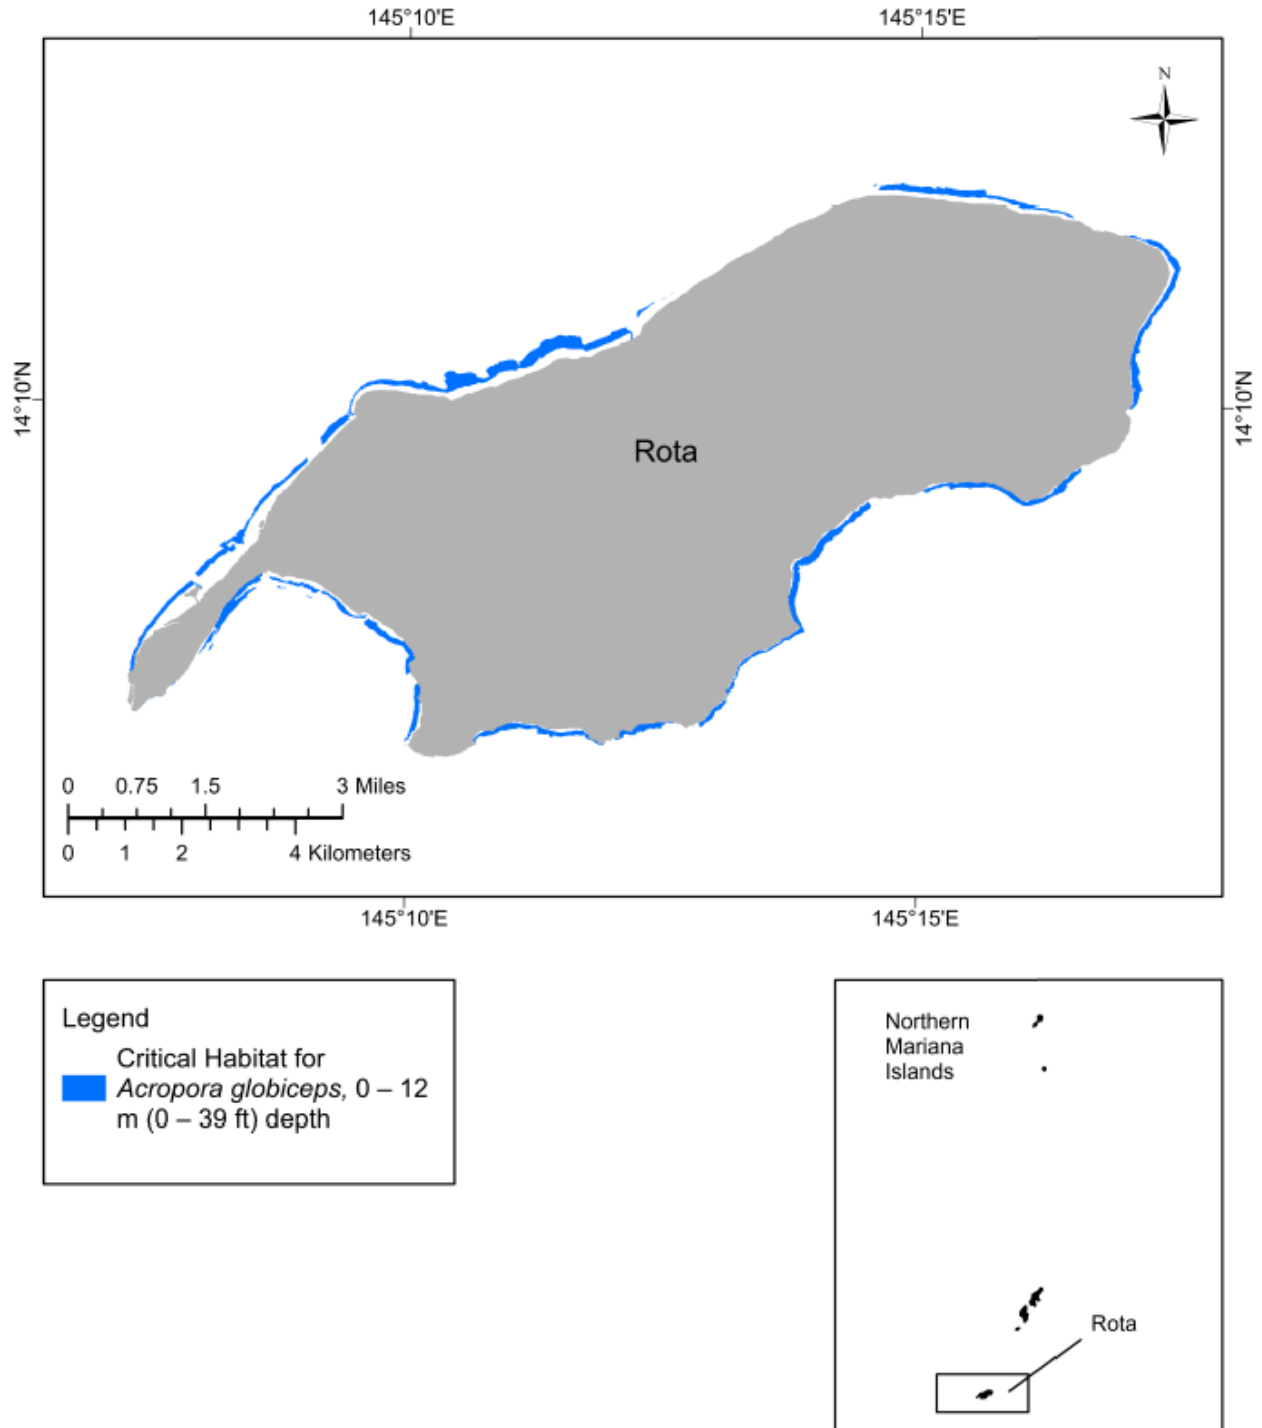 145°10'E 145°15'E
N
14°10'N
14°10'N
Rota
0 0.75 1.5 3 Miles
0 1 2 4 Kilometers
145°10'E 145°15'E
Legend
Critical Habitat for
Acropora globiceps, 0 – 12
m (0 – 39 ft) depth
Northern
Mariana
Islands
Rota